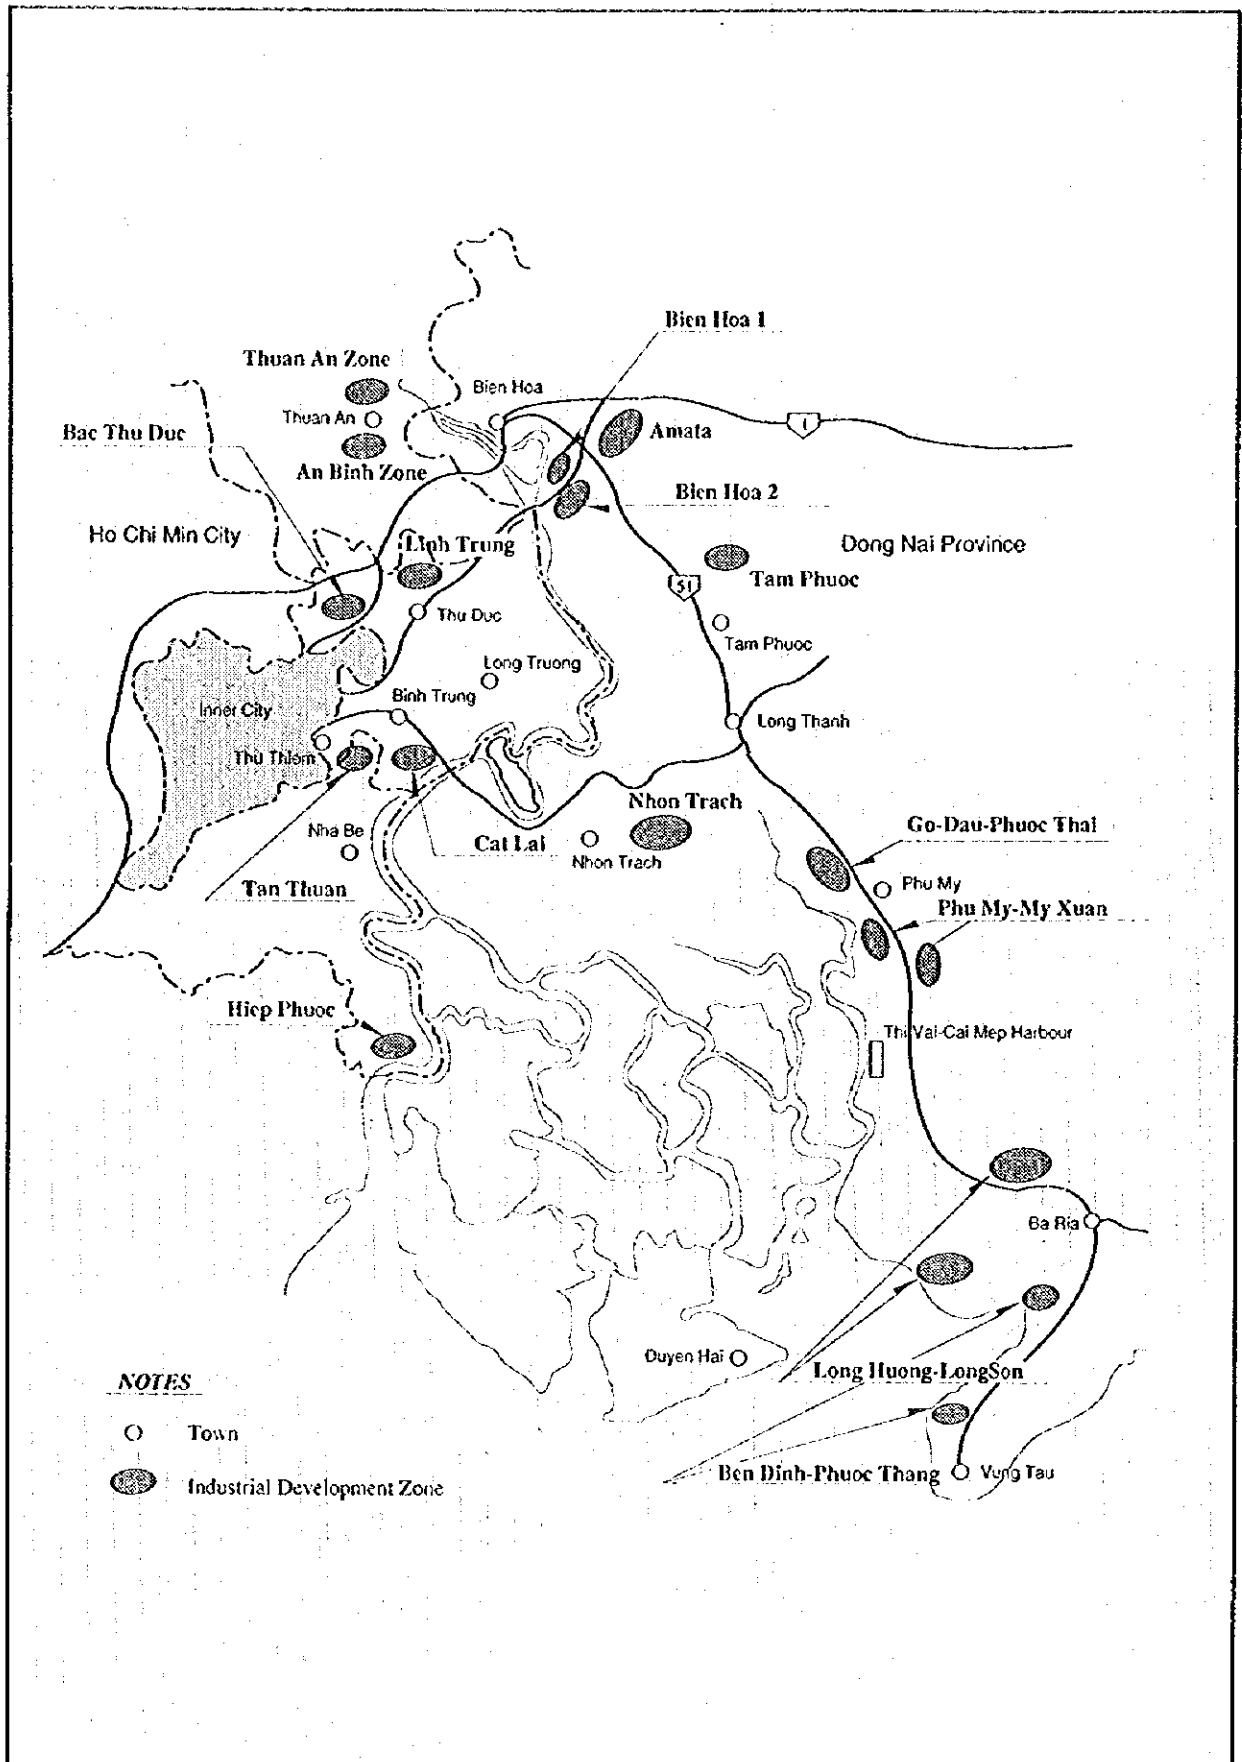 Bien Hoa 1
Thuan An Zone
Bien Hoa
Thuan An
1
Amata
Bac Thu Duc
An Binh Zone
Bien Hoa 2
Ho Chi Min City
Linh Trung
Dong Nai Province
Tam Phuoc
51
Thu Duc
Tam Phuoc
Long Truong
Inner City
Binh Trung
Long Thanh
Thu Thiem
Nhon Trach
Nha Be
Cat Lai
Nhon Trach
Go-Dau-Phuoc Thai
Tan Thuan
Phu My
Phu My-My Xuan
Hiep Phuoc
Thi Vai-Cai Mep Harbour
Ba Ria
Duyen Hai
Long Huong-LongSon
NOTES
Town
Ben Dinh-Phuoc Thang
Vung Tau
Industrial Development Zone